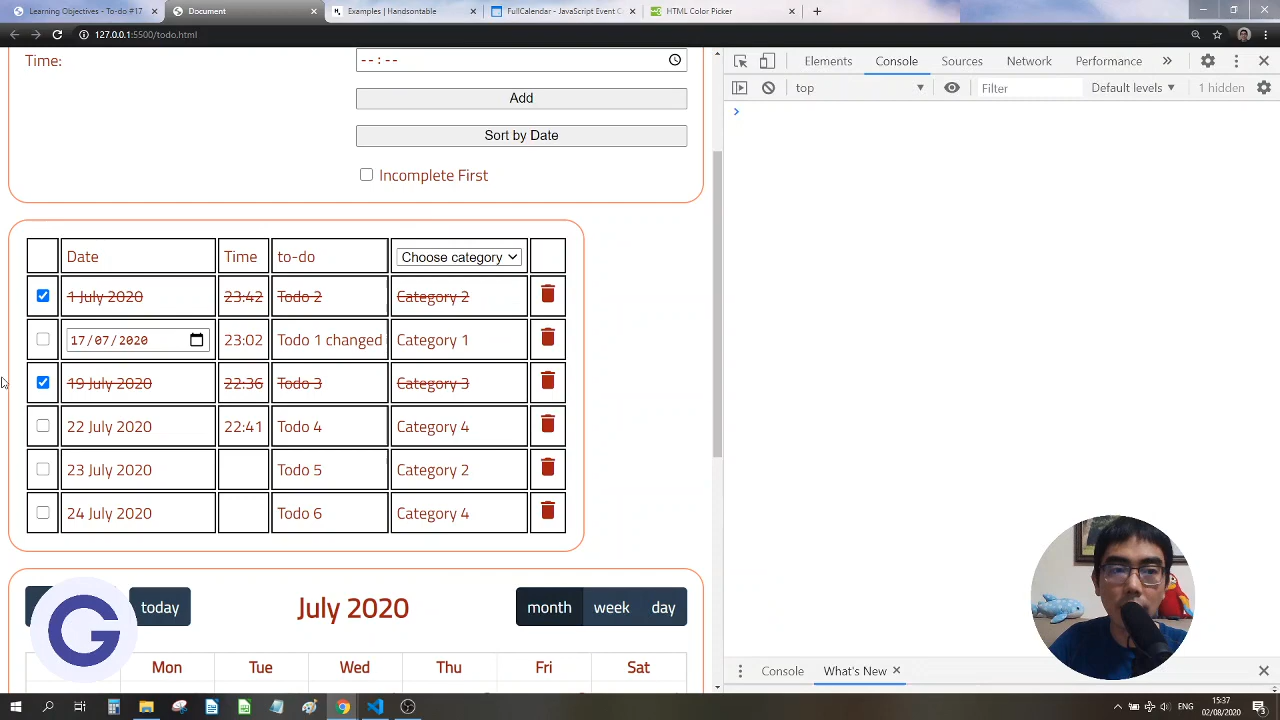 Learning Objectives - To-do #17
Document
Examples | Handsontable
FullCalendar - JavaScript Event C
HTML Color Picker
127.0.0.1:5500/todo.html
Time:
--:--
Add
Sort by Date
Incomplete First
Date Time to-do Choose category
1 July 2020 23:42 Todo 2 Category 2
17/07/2020 23:02 Todo 1 changed Category 1
19 July 2020 22:36 Todo 3 Category 3
22 July 2020 22:41 Todo 4 Category 4
23 July 2020 Todo 5 Category 2
24 July 2020 Todo 6 Category 4
today July 2020 month week day
Mon Tue Wed Thu Fri Sat
G
Elements Console Sources Network Performance
top Filter Default levels 1 hidden
Console What's New
ENG
15:37
02/08/2020
3